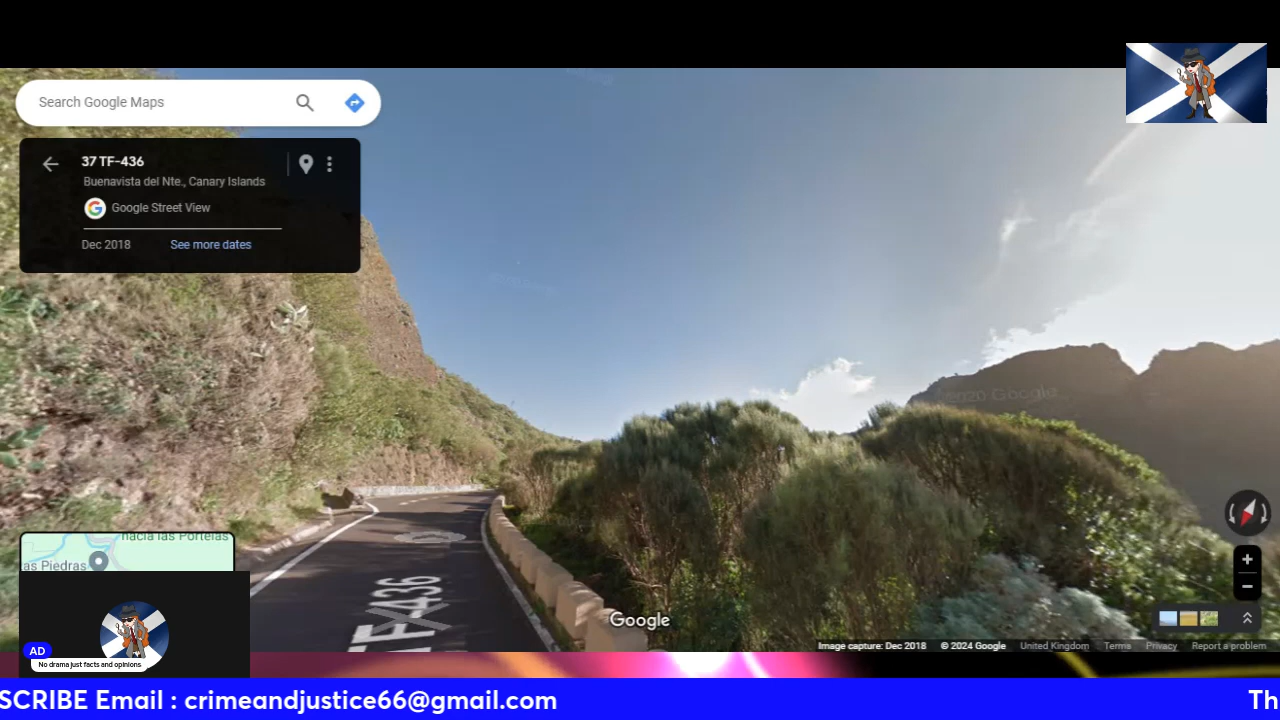 Search Google Maps
37 TF-436
Buenavista del Nte., Canary Islands
Google Street View
Dec 2018
See more dates
©2020 Google
hacia las Portelas
as Piedras
TF-436
Google
Image capture: Dec 2018 © 2024 Google United Kingdom Terms Privacy Report a problem
AD
No drama just facts and opinions
SCRIBE Email : crimeandjustice66@gmail.com
Th